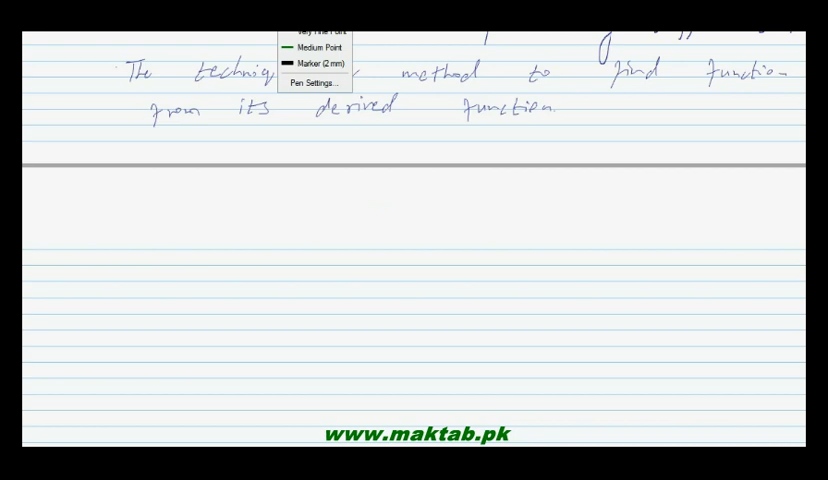 Very Fine Point
Medium Point
Marker (2 mm)
Pen Settings...
The method to find function
from its derived function.
www.maktab.pk